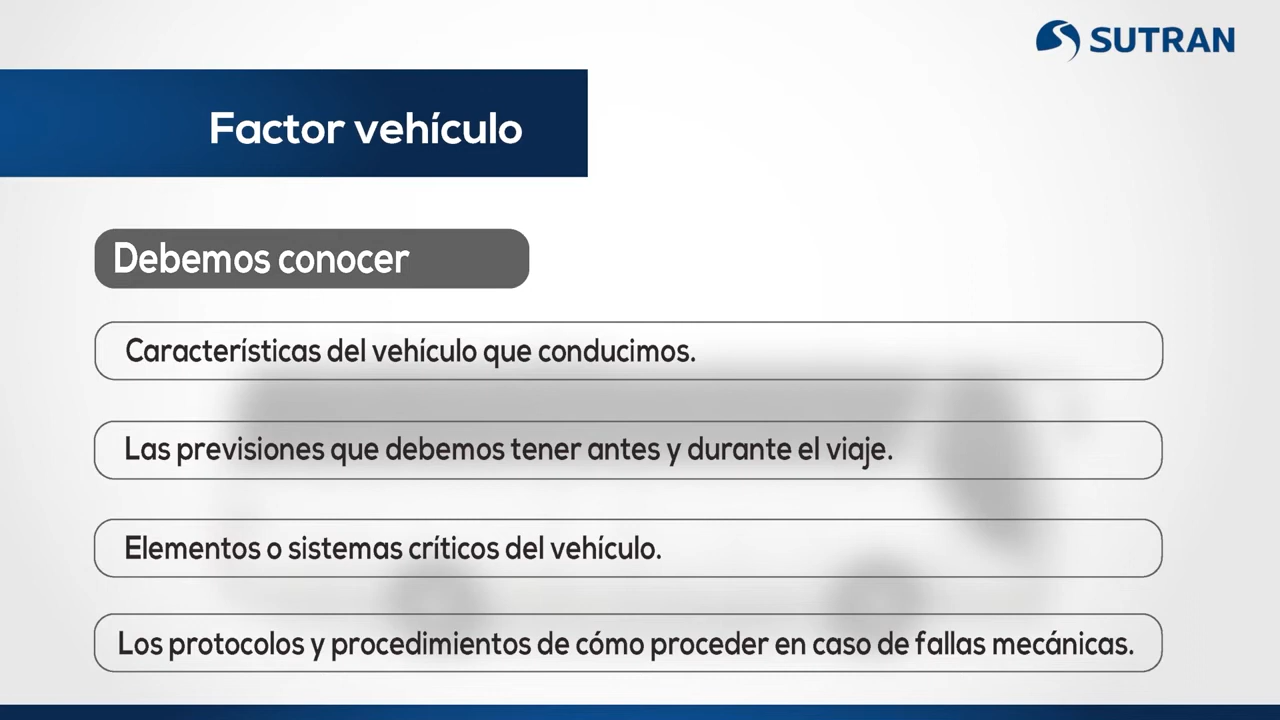 SUTRAN
Factor vehículo
Debemos conocer
Características del vehículo que conducimos.
Las previsiones que debemos tener antes y durante el viaje.
Elementos o sistemas críticos del vehículo.
Los protocolos y procedimientos de cómo proceder en caso de fallas mecánicas.